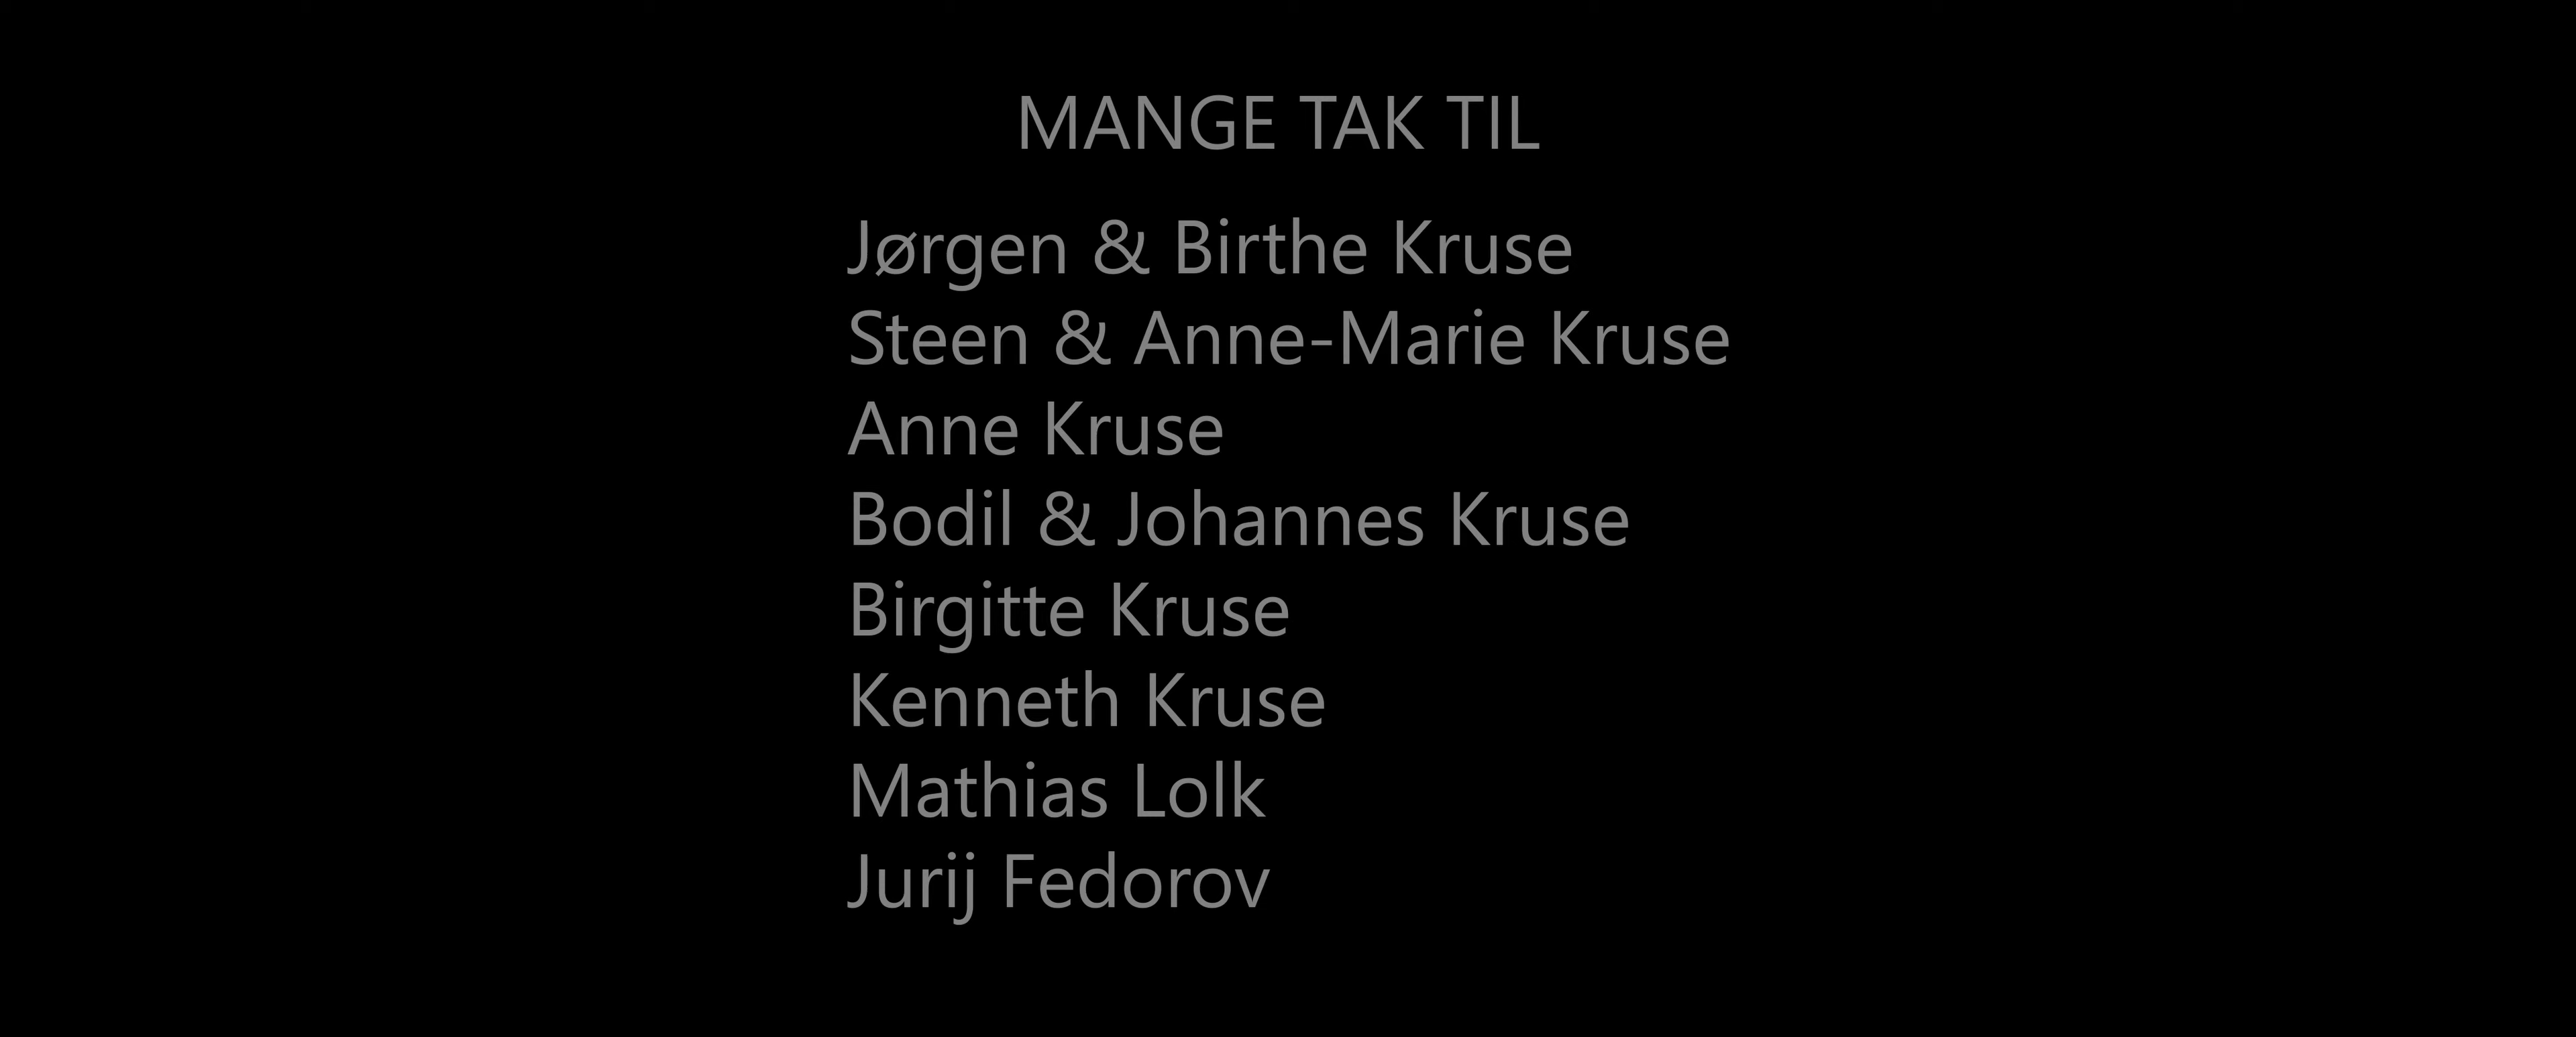 MANGE TAK TIL
Jørgen & Birthe Kruse
Steen & Anne-Marie Kruse
Anne Kruse
Bodil & Johannes Kruse
Birgitte Kruse
Kenneth Kruse
Mathias Lolk
Jurij Fedorov